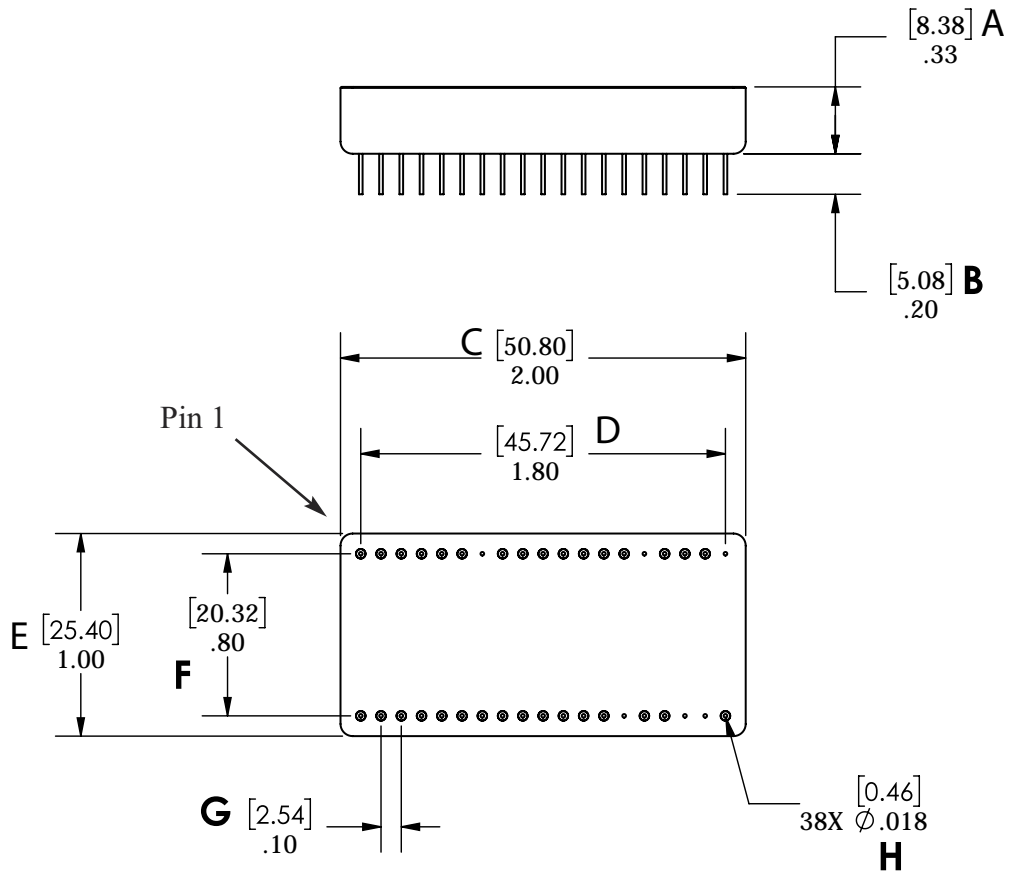 [8.38] A
.33
[5.08] B
.20
C [50.80]
2.00
Pin 1
[45.72] D
1.80
[20.32]
.80
F
E [25.40]
1.00
G [2.54]
.10
[0.46]
38X ∅.018
H